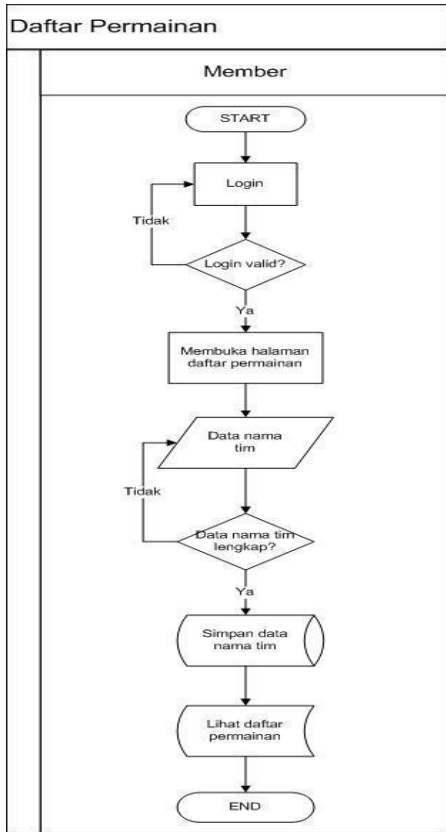 Daftar Permainan
Member
START
Login
Tidak
Login valid?
Ya
Membuka halaman
daftar permainan
Data nama
tim
Tidak
Data nama tim
lengkap?
Ya
Simpan data
nama tim
Lihat daftar
permainan
END